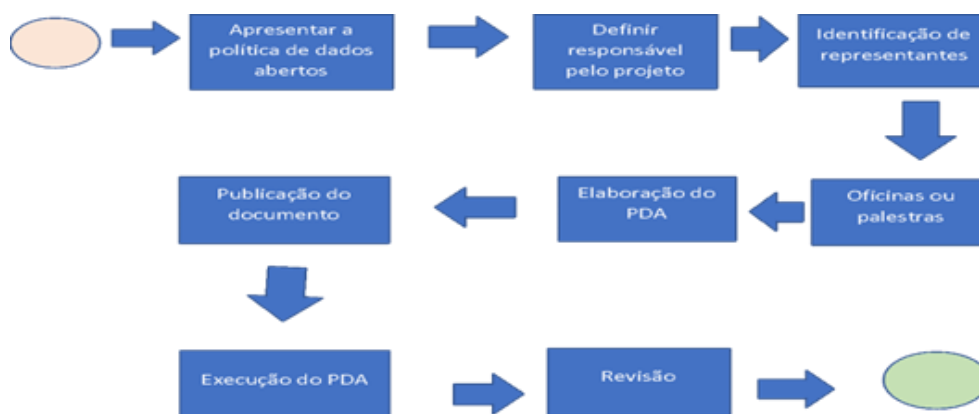 Apresentar a
política de dados
abertos
Definir
responsável
pelo projeto
Identificação de
representantes
Oficinas ou
palestras
Elaboração do
PDA
Publicação do
documento
Execução do PDA
Revisão